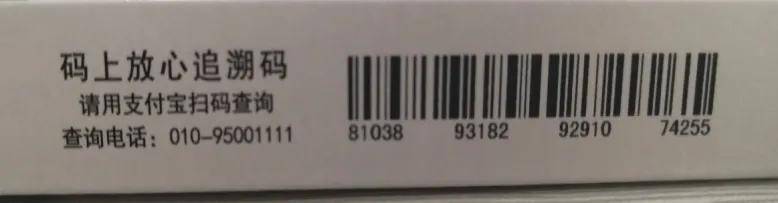 码上放心追溯码
请用支付宝扫码查询
查询电话：010-95001111
81038 93182 92910 74255